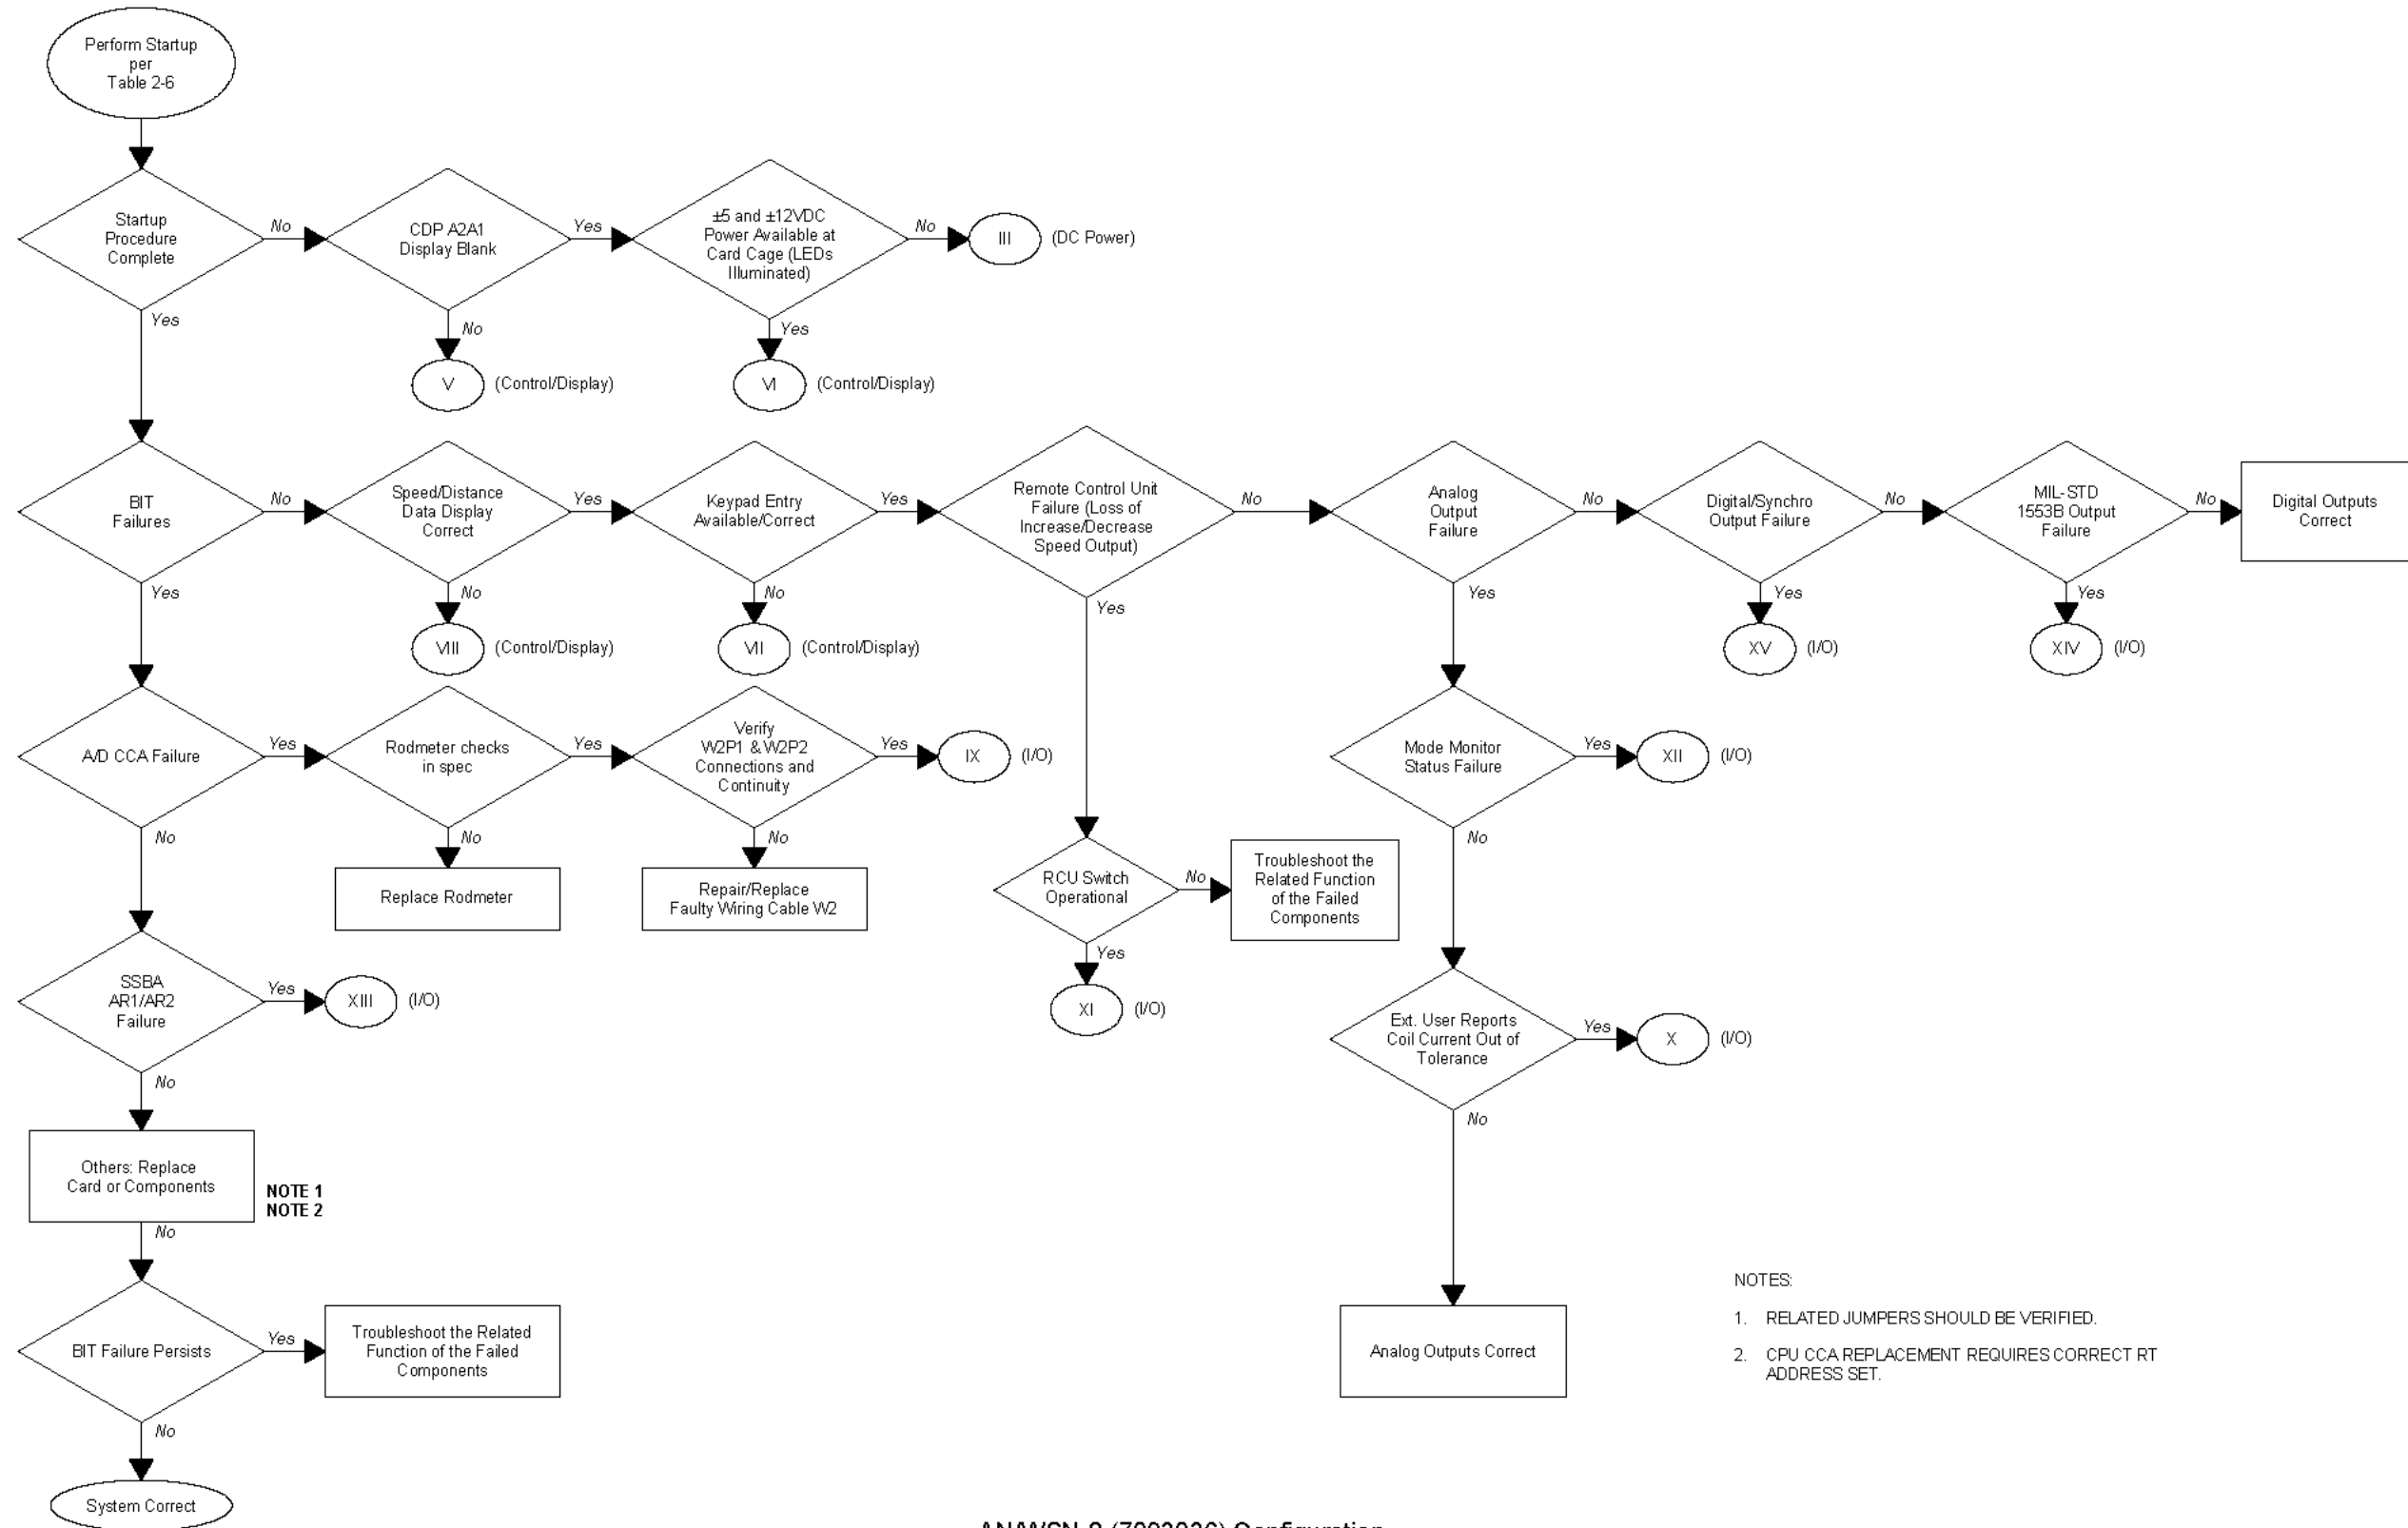 Perform Startup
per
Table 2-6
Startup
Procedure
Complete
No
CDP A2A1
Display Blank
Yes
±5 and ±12VDC
Power Available at
Card Cage (LEDs
Illuminated)
No
III
(DC Power)
Yes
No
Yes
V
(Control/Display)
VI
(Control/Display)
BIT
Failures
No
Speed/Distance
Data Display
Correct
Yes
Keypad Entry
Available/Correct
Yes
Remote Control Unit
Failure (Loss of
Increase/Decrease
Speed Output)
No
Analog
Output
Failure
No
Digital/Synchro
Output Failure
No
MIL-STD
1553B Output
Failure
No
Digital Outputs
Correct
Yes
No
No
Yes
Yes
Yes
Yes
VIII
(Control/Display)
VII
(Control/Display)
XV
(I/O)
XIV
(I/O)
A/D CCA Failure
Yes
Rodmeter checks
in spec
Yes
Verify
W2P1 & W2P2
Connections and
Continuity
Yes
IX
(I/O)
Mode Monitor
Status Failure
Yes
XII
(I/O)
No
No
No
No
Replace Rodmeter
Repair/Replace
Faulty Wiring Cable W2
RCU Switch
Operational
No
Troubleshoot the
Related Function
of the Failed
Components
Yes
SSBA
AR1/AR2
Failure
Yes
XIII
(I/O)
XI
(I/O)
Ext. User Reports
Coil Current Out of
Tolerance
Yes
X
(I/O)
No
No
Others: Replace
Card or Components
NOTE 1
NOTE 2
No
BIT Failure Persists
Yes
Troubleshoot the Related
Function of the Failed
Components
Analog Outputs Correct
No
System Correct
NOTES:
1. RELATED JUMPERS SHOULD BE VERIFIED.
2. CPU CCA REPLACEMENT REQUIRES CORRECT RT
ADDRESS SET.
Configuration